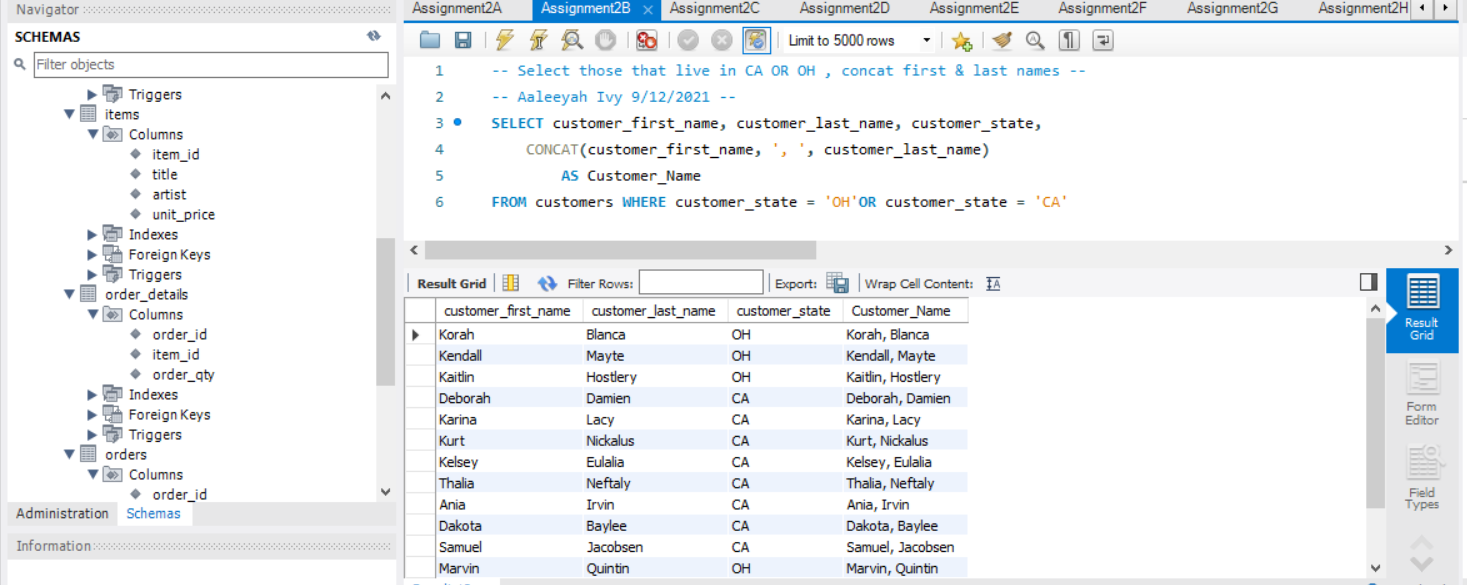 Navigator
SCHEMAS
Filter objects
Triggers
items
Columns
item_id
title
artist
unit_price
Indexes
Foreign Keys
Triggers
order_details
Columns
order_id
item_id
order_qty
Indexes
Foreign Keys
Triggers
orders
Columns
order_id
Administration Schemas
Information
Assignment2A Assignment2B Assignment2C Assignment2D Assignment2E Assignment2F Assignment2G Assignment2H
Limit to 5000 rows
1 -- Select those that live in CA OR OH , concat first & last names --
2 -- Aaleeyah Ivy 9/12/2021 --
3 SELECT customer_first_name, customer_last_name, customer_state,
4 CONCAT(customer_first_name, ', ', customer_last_name)
5 AS Customer_Name
6 FROM customers WHERE customer_state = 'OH'OR customer_state = 'CA'
Result Grid Filter Rows: Export: Wrap Cell Content:
customer_first_name customer_last_name customer_state Customer_Name
Korah Blanca OH Korah, Blanca
Kendall Mayte OH Kendall, Mayte
Kaitlin Hostlery OH Kaitlin, Hostlery
Deborah Damien CA Deborah, Damien
Karina Lacy CA Karina, Lacy
Kurt Nickalus CA Kurt, Nickalus
Kelsey Eulalia CA Kelsey, Eulalia
Thalia Neftaly CA Thalia, Neftaly
Ania Irvin CA Ania, Irvin
Dakota Baylee CA Dakota, Baylee
Samuel Jacobsen CA Samuel, Jacobsen
Marvin Quintin OH Marvin, Quintin
Result
Grid
Form
Editor
Field
Types